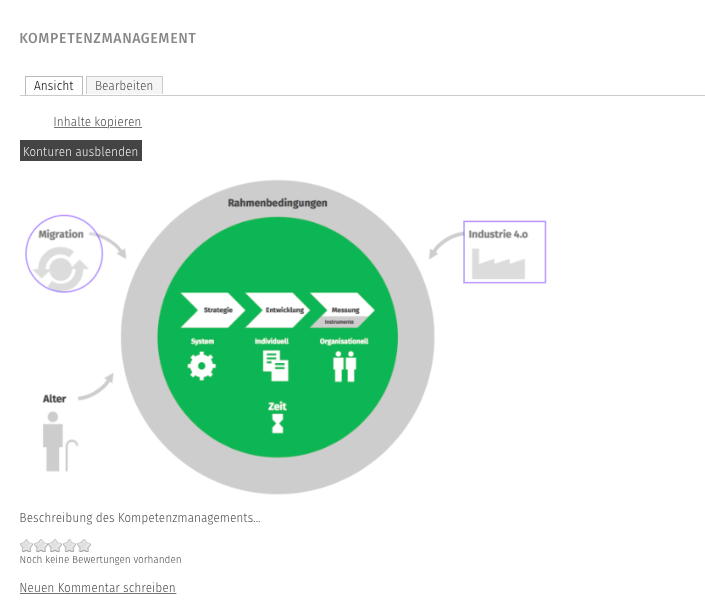 KOMPETENZMANAGEMENT
Ansicht
Bearbeiten
Inhalte kopieren
Konturen ausblenden
Rahmenbedingungen
Migration
Industrie 4.0
Strategie
Entwicklung
Messung
Instrumente
System
Individuell
Organisationell
Alter
Zeit
Beschreibung des Kompetenzmanagements...
Noch keine Bewertungen vorhanden
Neuen Kommentar schreiben